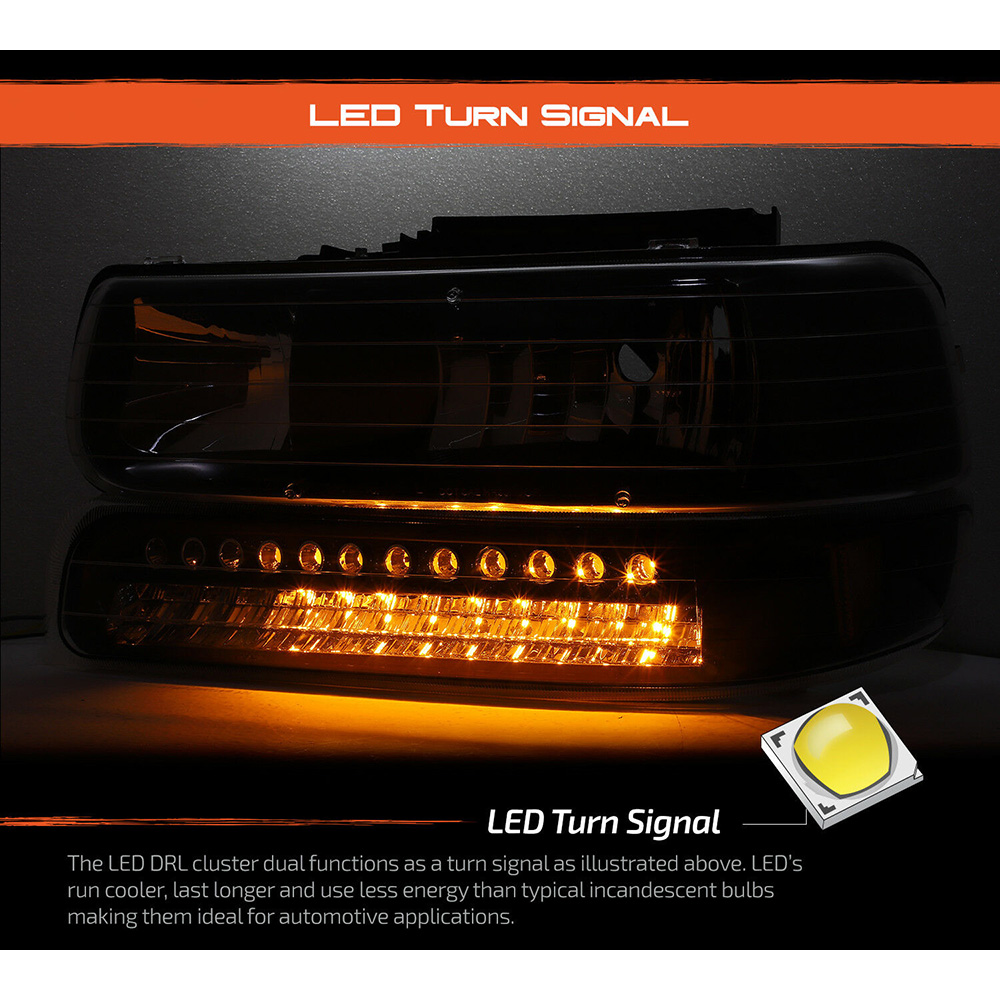 LED TURN SIGNAL
LED Turn Signal
The LED DRL cluster dual functions as a turn signal as illustrated above. LED's
run cooler, last longer and use less energy than typical incandescent bulbs
making them ideal for automotive applications.